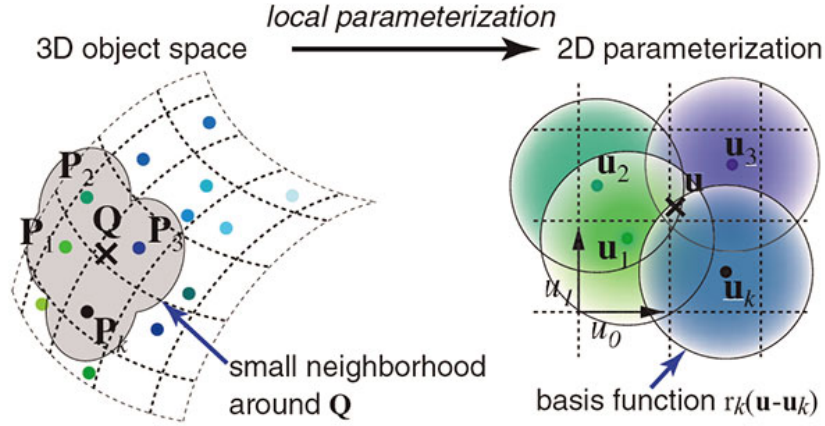 local parameterization
3D object space
2D parameterization
P2
Q
P1
P3
Pk
small neighborhood
around Q
u2
u3
u
u1
uk
u1
u0
basis function rk(u-uk)